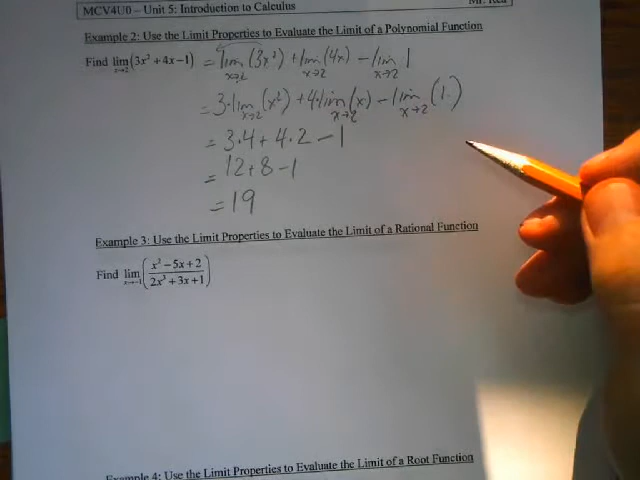 MCV4U0 – Unit 5: Introduction to Calculus Mr.
Example 2: Use the Limit Properties to Evaluate the Limit of a Polynomial Function
Find lim x→2 (3x² + 4x − 1) = lim x→2 (3x²) + lim x→2 (4x) − lim x→2 1
= 3·lim x→2 (x²) + 4·lim x→2 (x) − lim x→2 (1)
= 3·4 + 4·2 − 1
= 12 + 8 − 1
= 19
Example 3: Use the Limit Properties to Evaluate the Limit of a Rational Function
Find lim x→−1 ((x² − 5x + 2) / (2x³ + 3x + 1))
Example 4: Use the Limit Properties to Evaluate the Limit of a Root Function